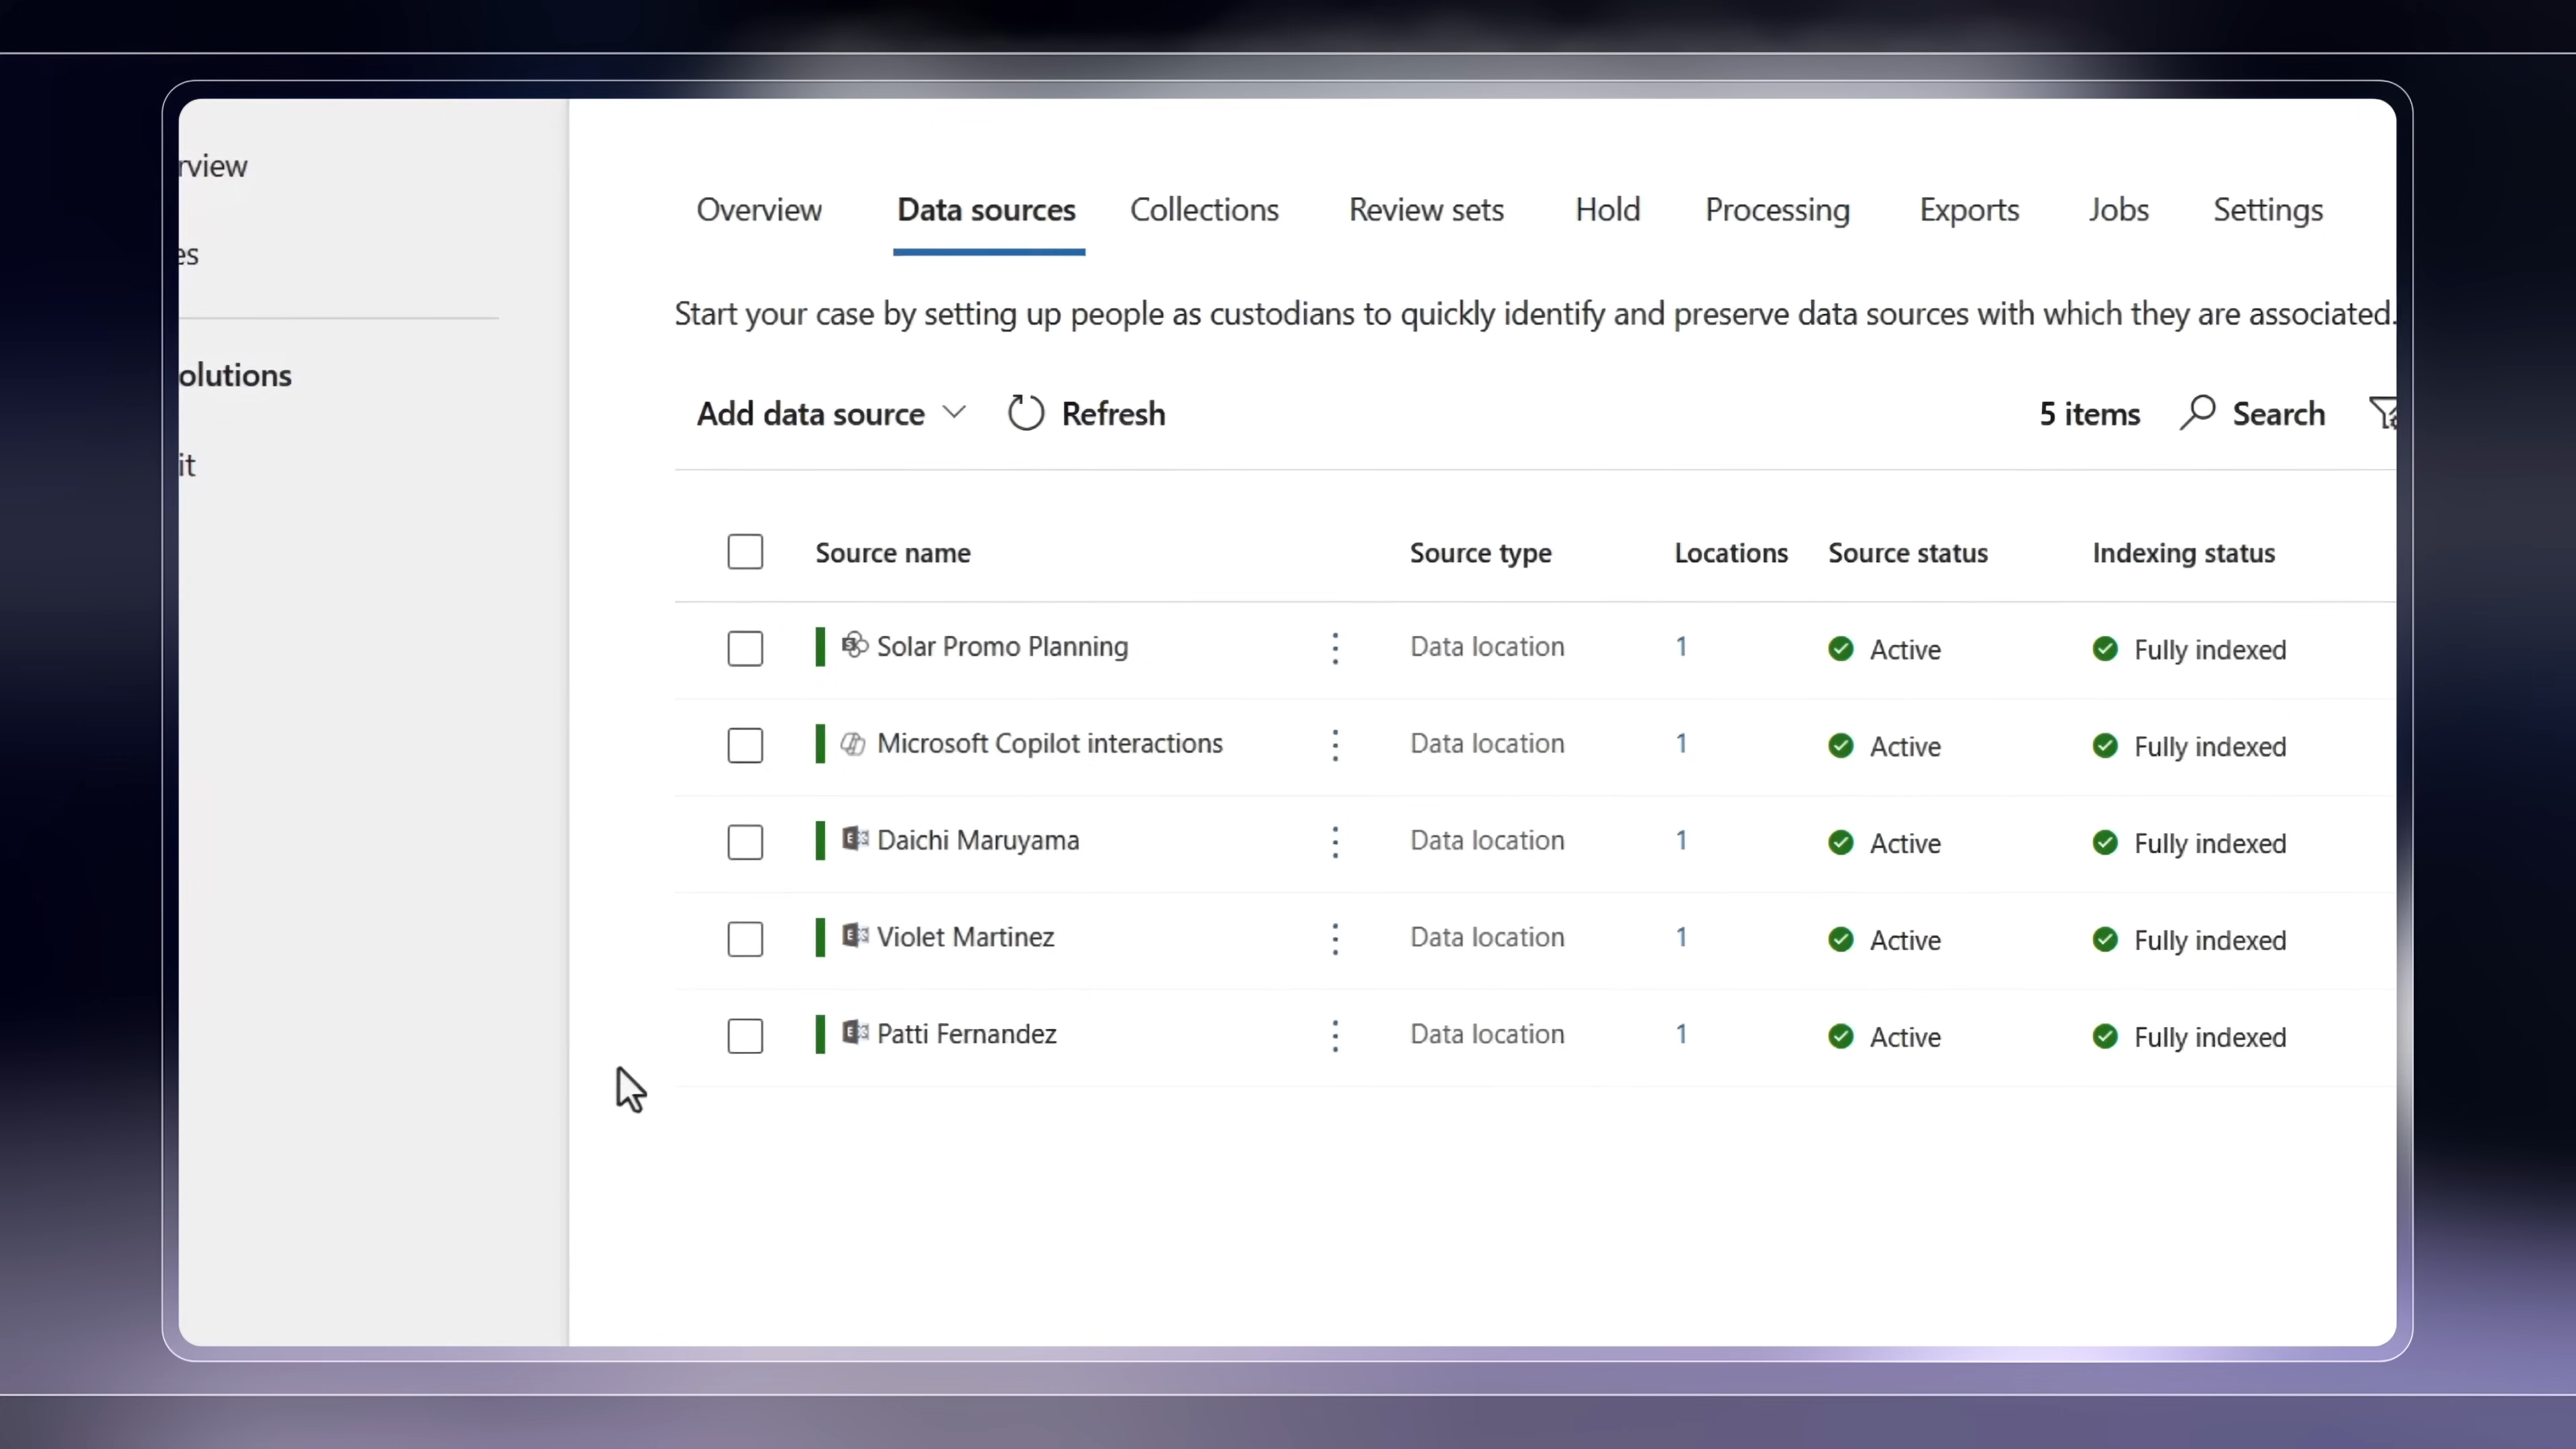 rview
es
olutions
it
Overview Data sources Collections Review sets Hold Processing Exports Jobs Settings
Start your case by setting up people as custodians to quickly identify and preserve data sources with which they are associated.
Add data source Refresh 5 items Search
Source name Source type Locations Source status Indexing status
Solar Promo Planning Data location 1 Active Fully indexed
Microsoft Copilot interactions Data location 1 Active Fully indexed
Daichi Maruyama Data location 1 Active Fully indexed
Violet Martinez Data location 1 Active Fully indexed
Patti Fernandez Data location 1 Active Fully indexed